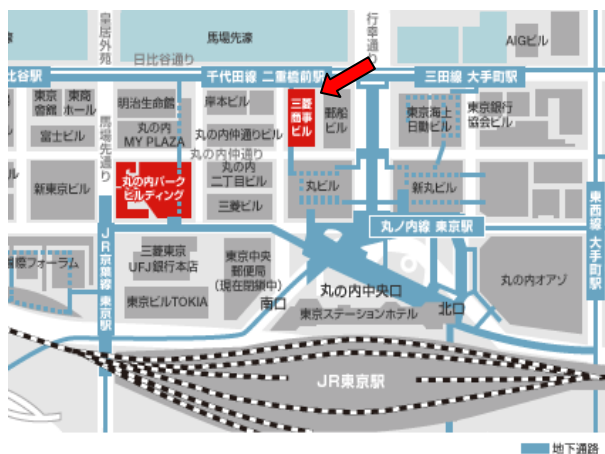 皇居外苑
馬場先濠
行幸通り
AIGビル
日比谷通り
比谷駅
千代田線 二重橋前駅
三田線 大手町駅
東京
會館
東商
ホール
明治生命館
岸本ビル
三菱
商事
ビル
郵船
ビル
東京海上
日動ビル
東京銀行
協会ビル
富士ビル
馬場先通り
丸の内
MY PLAZA
丸の内仲通りビル
丸の内仲通り
ル
新東京ビル
丸の内パーク
ビルディング
丸の内
二丁目ビル
三菱ビル
丸ビル
新丸ビル
丸ノ内線 東京駅
東西線 大手町駅
JR京葉線 東京駅
国際フォーラム
三菱東京
UFJ銀行本店
東京中央
郵便局
(現在閉鎖中)
丸の内中央口
丸の内オアゾ
東京ビルTOKIA
南口
東京ステーションホテル
北口
JR東京駅
地下通路